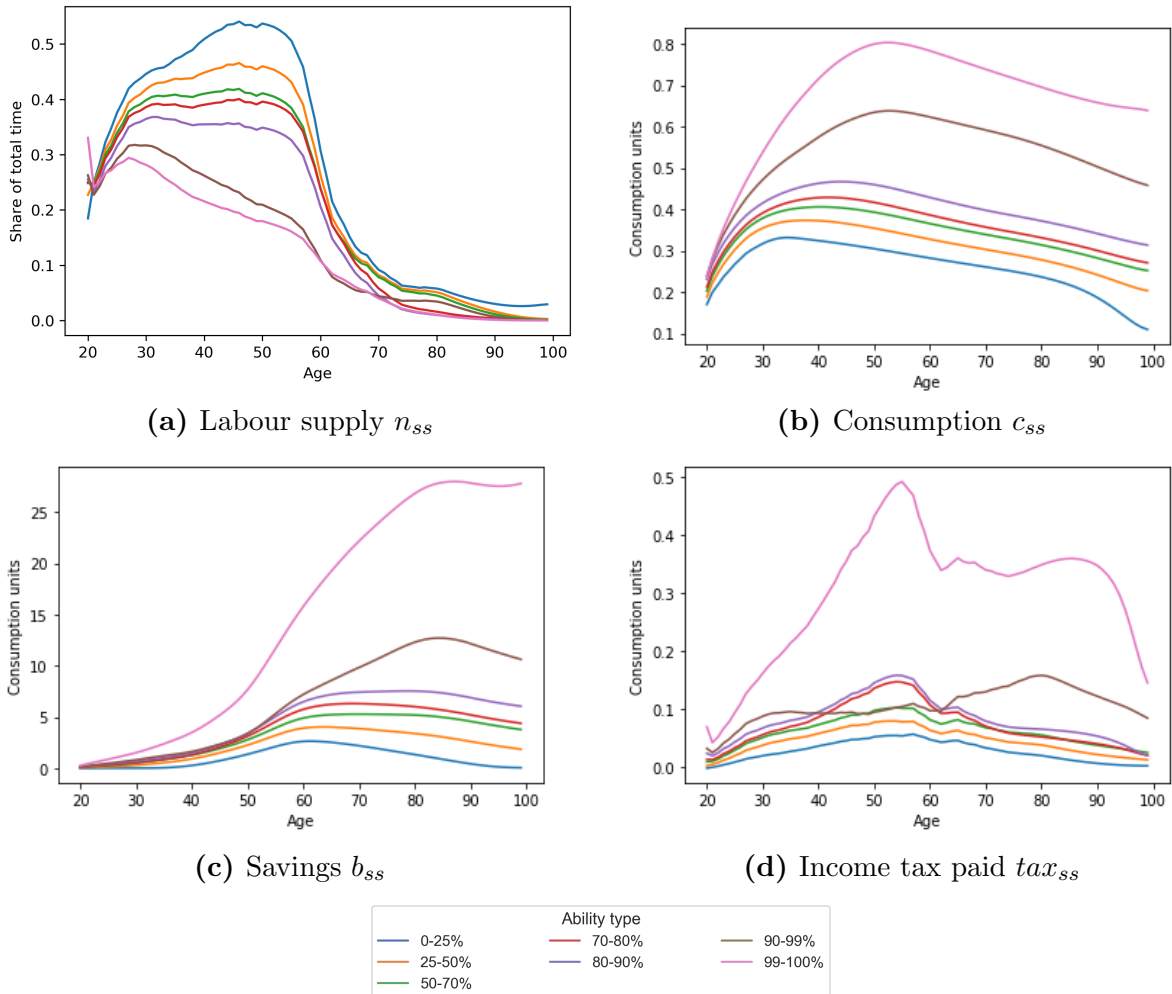 Share of total time
0.5
0.4
0.3
0.2
0.1
0.0
20 30 40 50 60 70 80 90 100
Age
(a) Labour supply nss
Consumption units
0.8
0.7
0.6
0.5
0.4
0.3
0.2
0.1
20 30 40 50 60 70 80 90 100
Age
(b) Consumption css
Consumption units
25
20
15
10
5
0
20 30 40 50 60 70 80 90 100
Age
(c) Savings bss
Consumption units
0.5
0.4
0.3
0.2
0.1
0.0
20 30 40 50 60 70 80 90 100
Age
(d) Income tax paid taxss
Ability type
0-25%
25-50%
50-70%
70-80%
80-90%
90-99%
99-100%